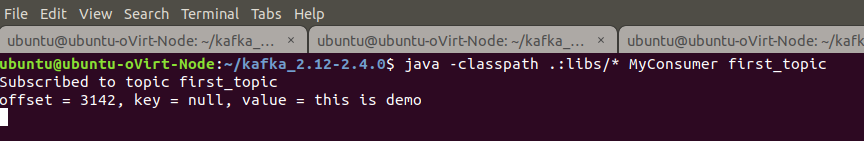 File Edit View Search Terminal Tabs Help
ubuntu@ubuntu-oVirt-Node: ~/kafka_... × ubuntu@ubuntu-oVirt-Node: ~/kafka_... × ubuntu@ubuntu-oVirt-Node: ~/kaf
ubuntu@ubuntu-oVirt-Node:~/kafka_2.12-2.4.0$ java -classpath .:libs/* MyConsumer first_topic
Subscribed to topic first_topic
offset = 3142, key = null, value = this is demo